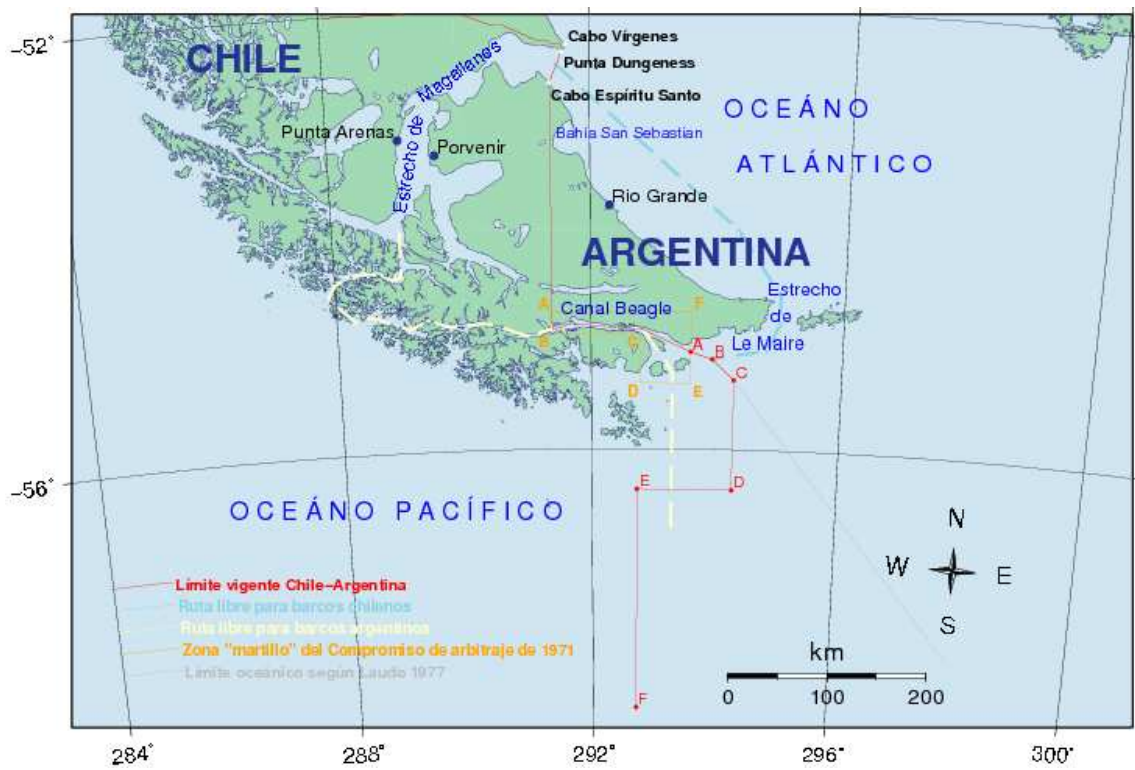 −52°
CHILE
Cabo Vírgenes
Punta Dungeness
Cabo Espíritu Santo
Estrecho de Magallanos
OCEÁNO
ATLÁNTICO
Bahia San Sebastian
Punta Arenas
Porvenir
Rio Grande
ARGENTINA
Estrecho
de
Le Maire
Canal Beagle
A
F
B
C
D
E
A
B
C
D
E
F
−56°
OCEÁNO PACÍFICO
N
W
E
S
Límite vigente Chile−Argentina
Ruta libre para barcos chilenos
Ruta libre para barcos argentinos
Zona "martillo" del Compromiso de arbitraje de 1971
Límite oceánico según Laudo 1977
km
0 100 200
284° 288° 292° 296° 300°